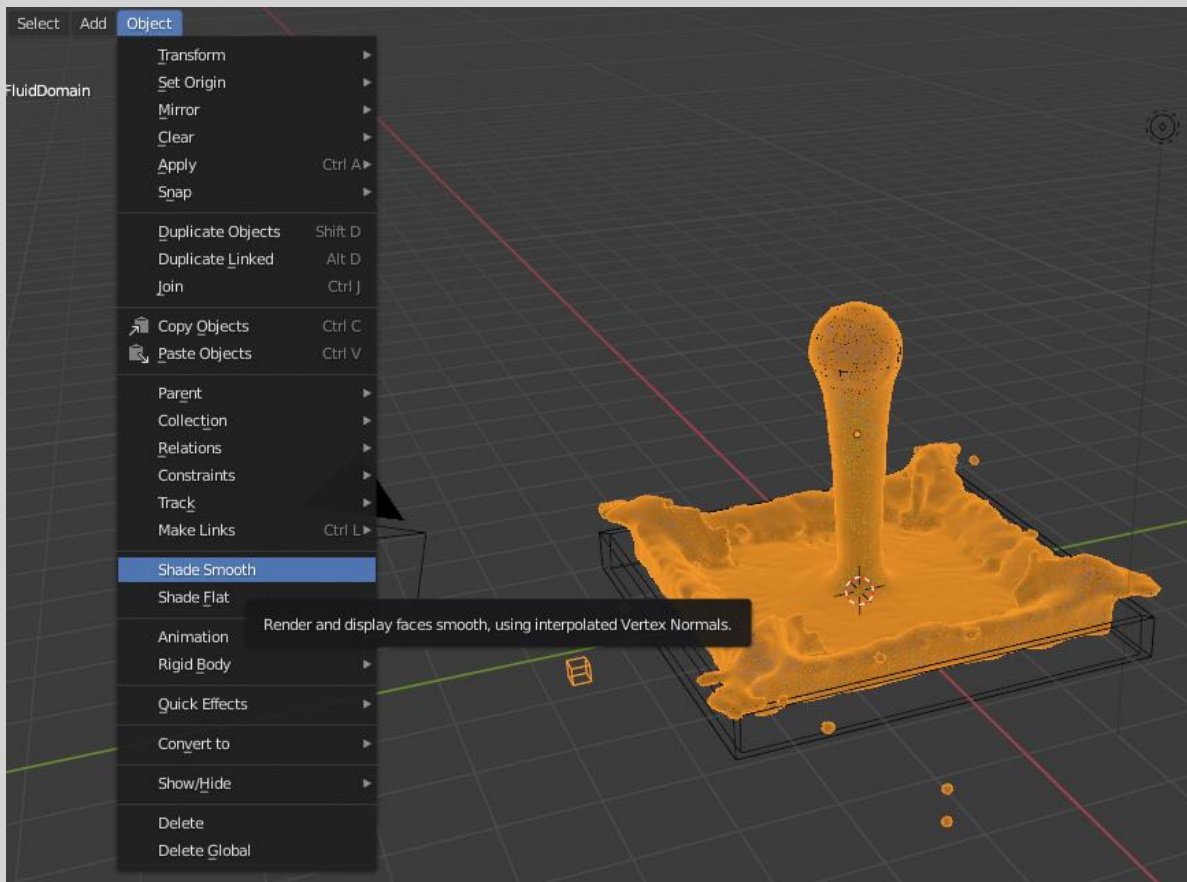 Select Add Object
FluidDomain
Transform
Set Origin
Mirror
Clear
Apply Ctrl A
Snap
Duplicate Objects Shift D
Duplicate Linked Alt D
Join Ctrl J
Copy Objects Ctrl C
Paste Objects Ctrl V
Parent
Collection
Relations
Constraints
Track
Make Links Ctrl L
Shade Smooth
Shade Flat
Render and display faces smooth, using interpolated Vertex Normals.
Animation
Rigid Body
Quick Effects
Convert to
Show/Hide
Delete
Delete Global